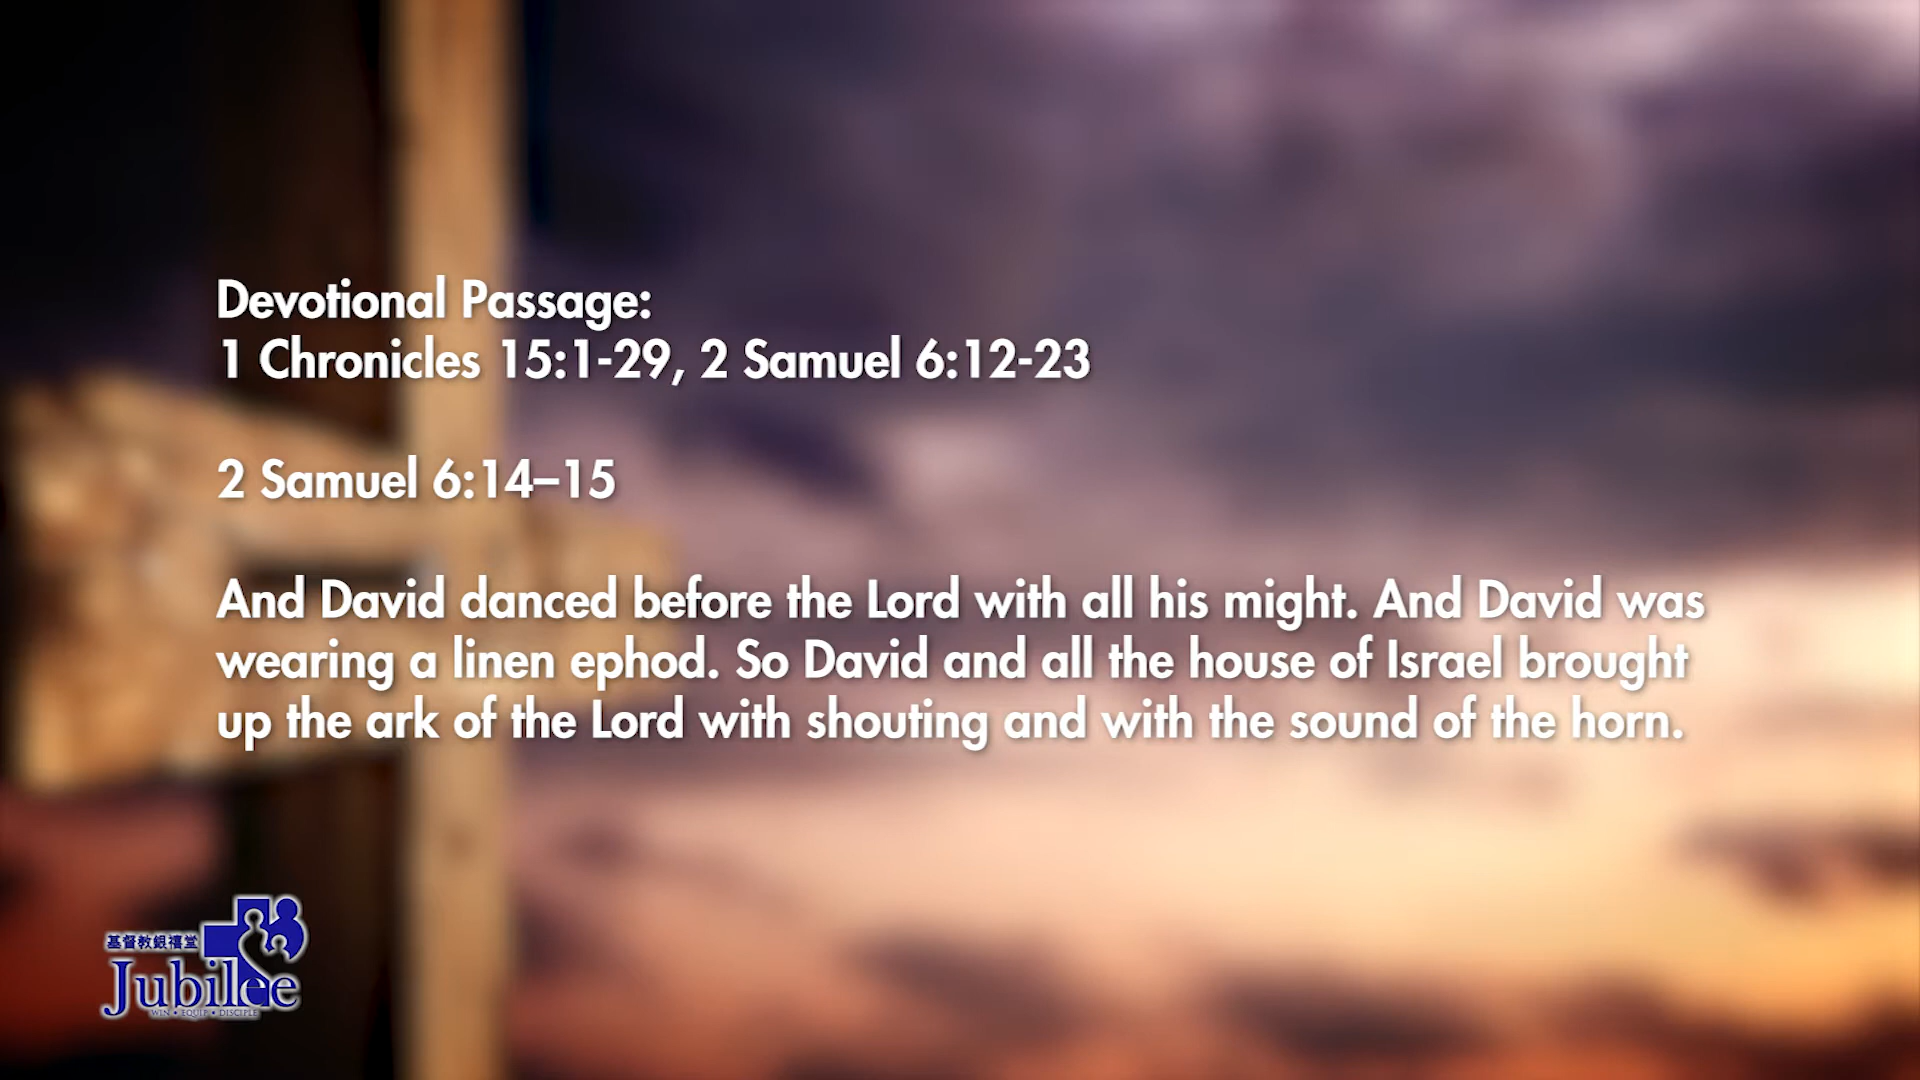 Devotional Passage:
1 Chronicles 15:1-29, 2 Samuel 6:12-23
2 Samuel 6:14–15
And David danced before the Lord with all his might. And David was
wearing a linen ephod. So David and all the house of Israel brought
up the ark of the Lord with shouting and with the sound of the horn.
基督教銀禧堂
Jubilee
WIN • EQUIP • DISCIPLE